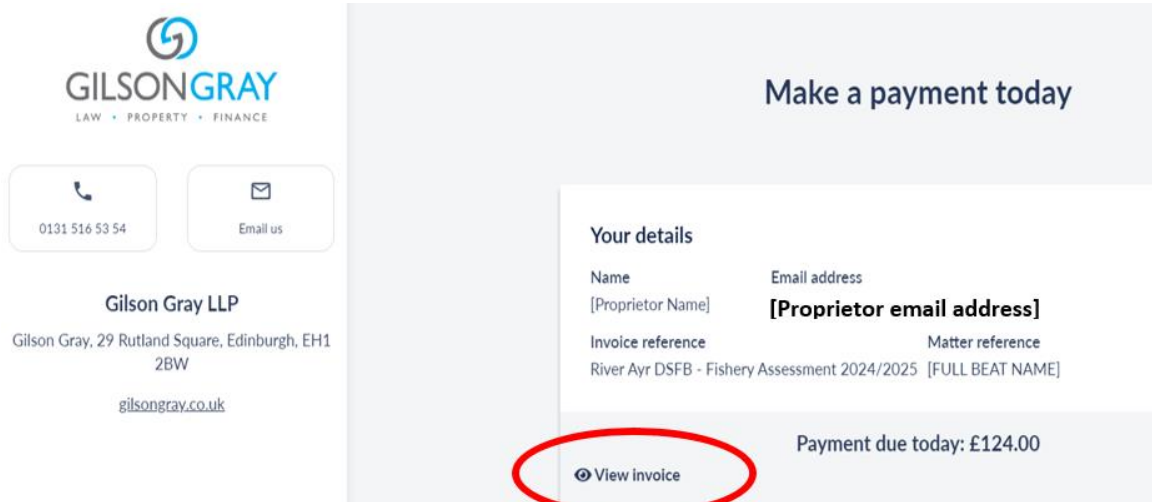 GILSONGRAY
LAW • PROPERTY • FINANCE
0131 516 53 54
Email us
Gilson Gray LLP
Gilson Gray, 29 Rutland Square, Edinburgh, EH1
2BW
gilsongray.co.uk
Make a payment today
Your details
Name Email address
[Proprietor Name] [Proprietor email address]
Invoice reference Matter reference
River Ayr DSFB - Fishery Assessment 2024/2025 [FULL BEAT NAME]
Payment due today: £124.00
View invoice